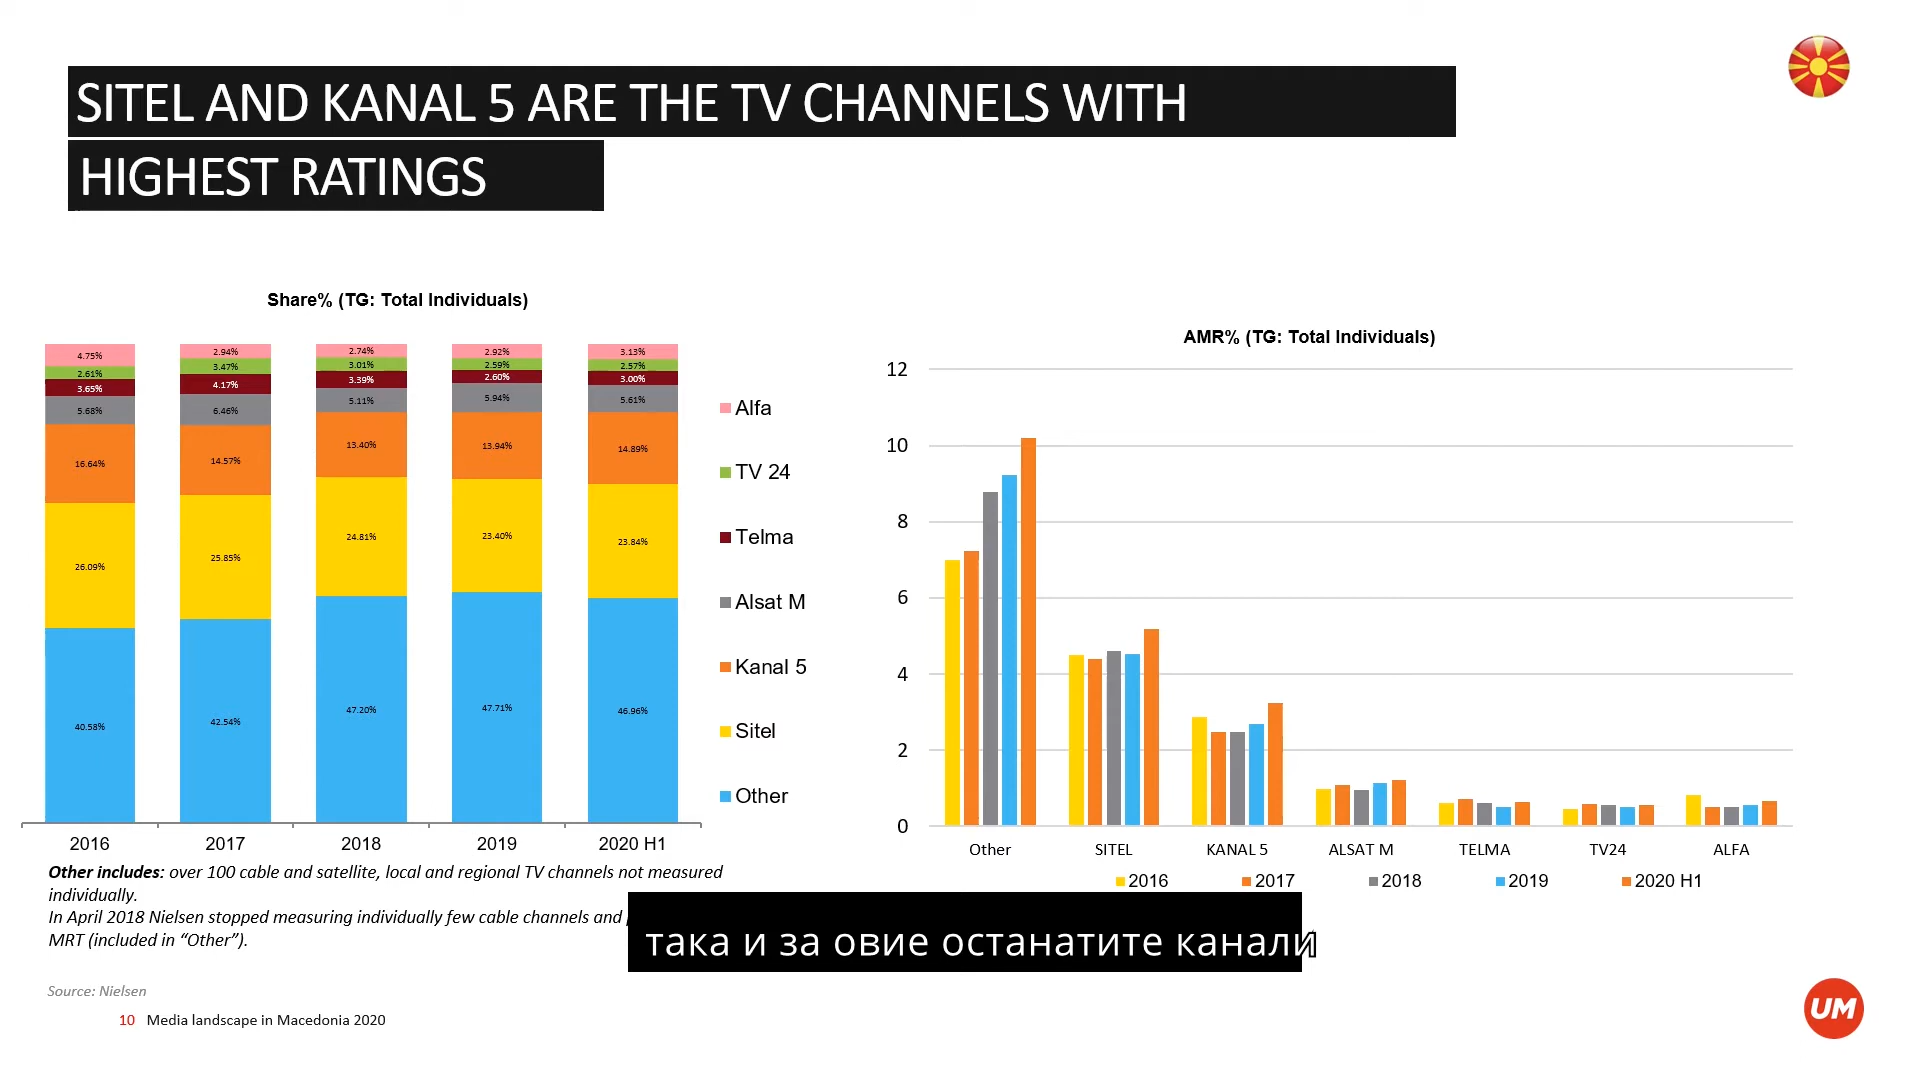 SITEL AND KANAL 5 ARE THE TV CHANNELS WITH
HIGHEST RATINGS
Share% (TG: Total Individuals)
4.75%
2.61%
3.65%
5.68%
16.64%
26.09%
40.58%
2.94%
3.47%
4.17%
6.46%
14.57%
25.85%
42.54%
2.74%
3.01%
3.39%
5.11%
13.40%
24.81%
47.20%
2.92%
2.59%
2.60%
5.94%
13.94%
23.40%
47.71%
3.13%
2.57%
3.00%
5.61%
14.89%
23.84%
46.96%
2016 2017 2018 2019 2020 H1
Alfa
TV 24
Telma
Alsat M
Kanal 5
Sitel
Other
Other includes: over 100 cable and satellite, local and regional TV channels not measured
individually.
In April 2018 Nielsen stopped measuring individually few cable channels and
MRT (included in “Other”).
AMR% (TG: Total Individuals)
12
10
8
6
4
2
0
Other SITEL KANAL 5 ALSAT M TELMA TV24 ALFA
2016 2017 2018 2019 2020 H1
така и за овие останатите канали
Source: Nielsen
10 Media landscape in Macedonia 2020
UM